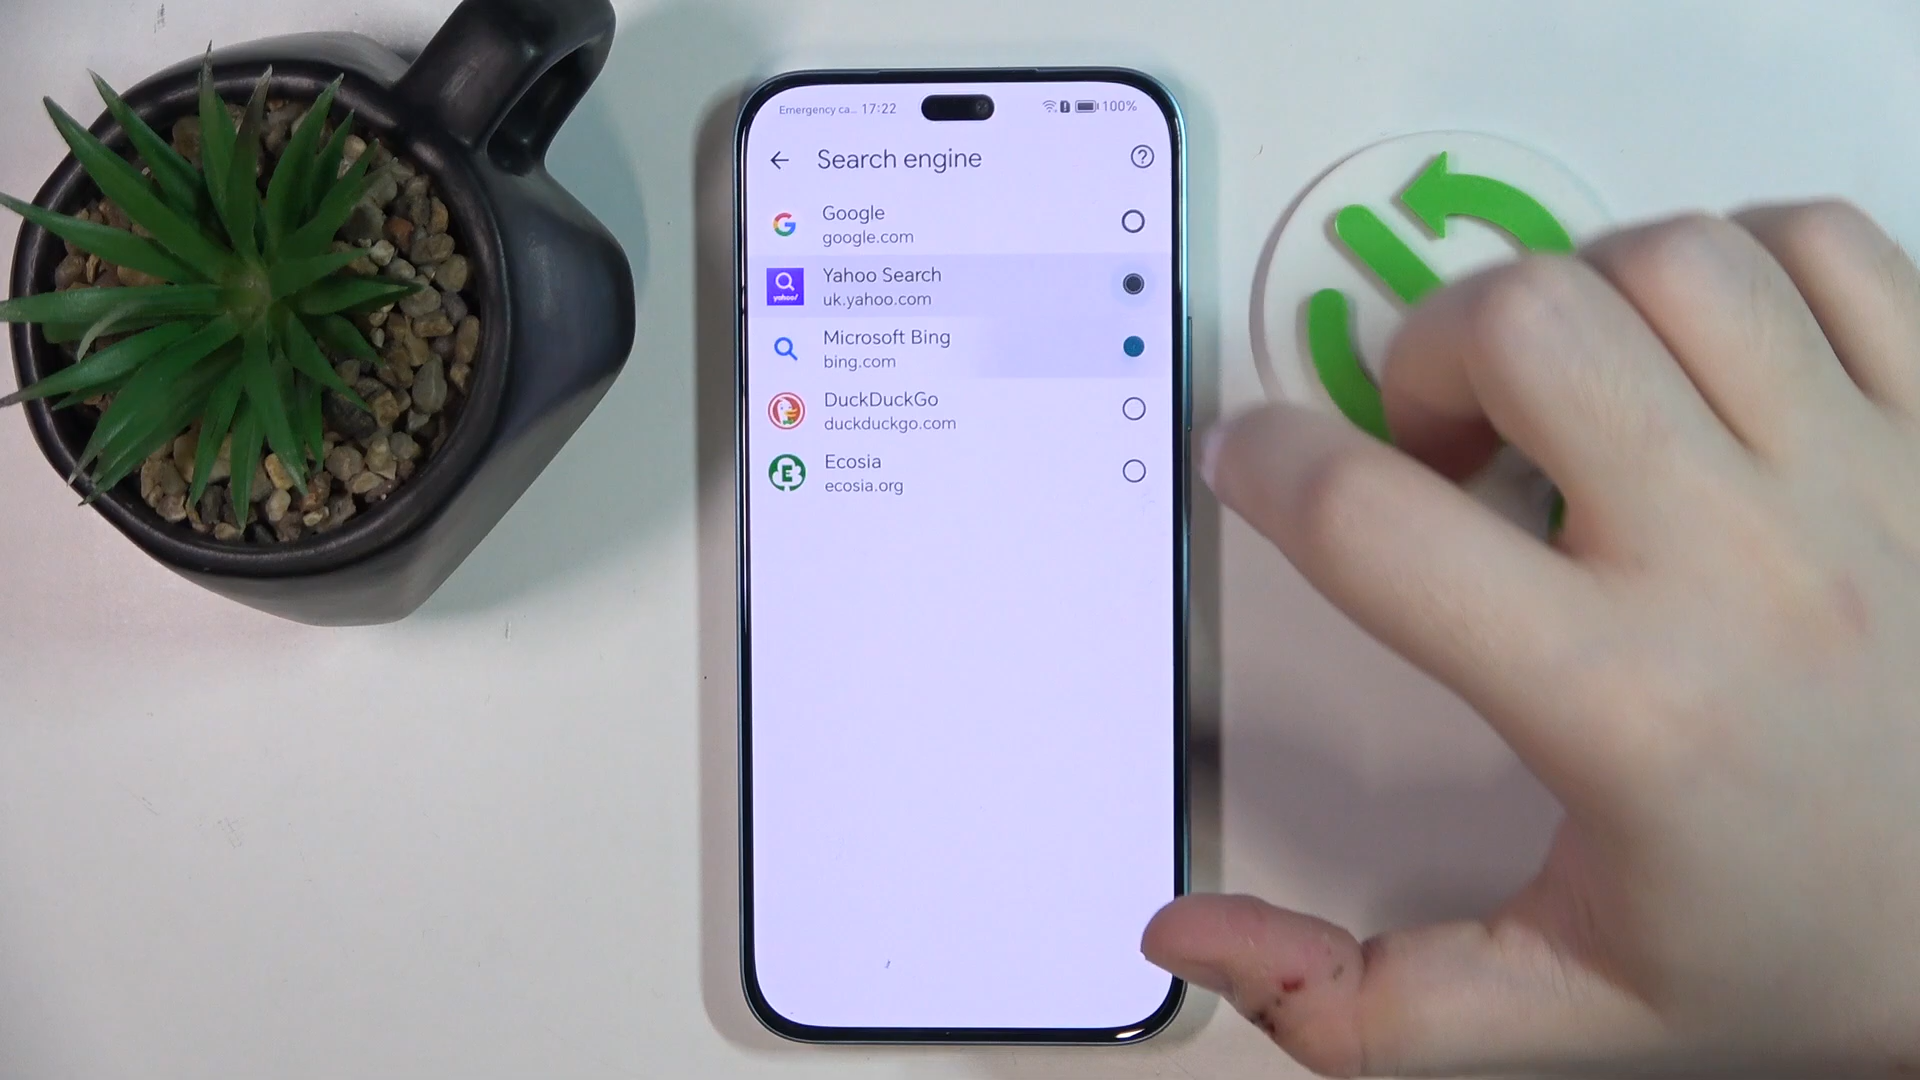 Emergency ca... 17:22 100%
Search engine
Google
google.com
Yahoo Search
uk.yahoo.com
yahoo!
Microsoft Bing
bing.com
DuckDuckGo
duckduckgo.com
Ecosia
ecosia.org